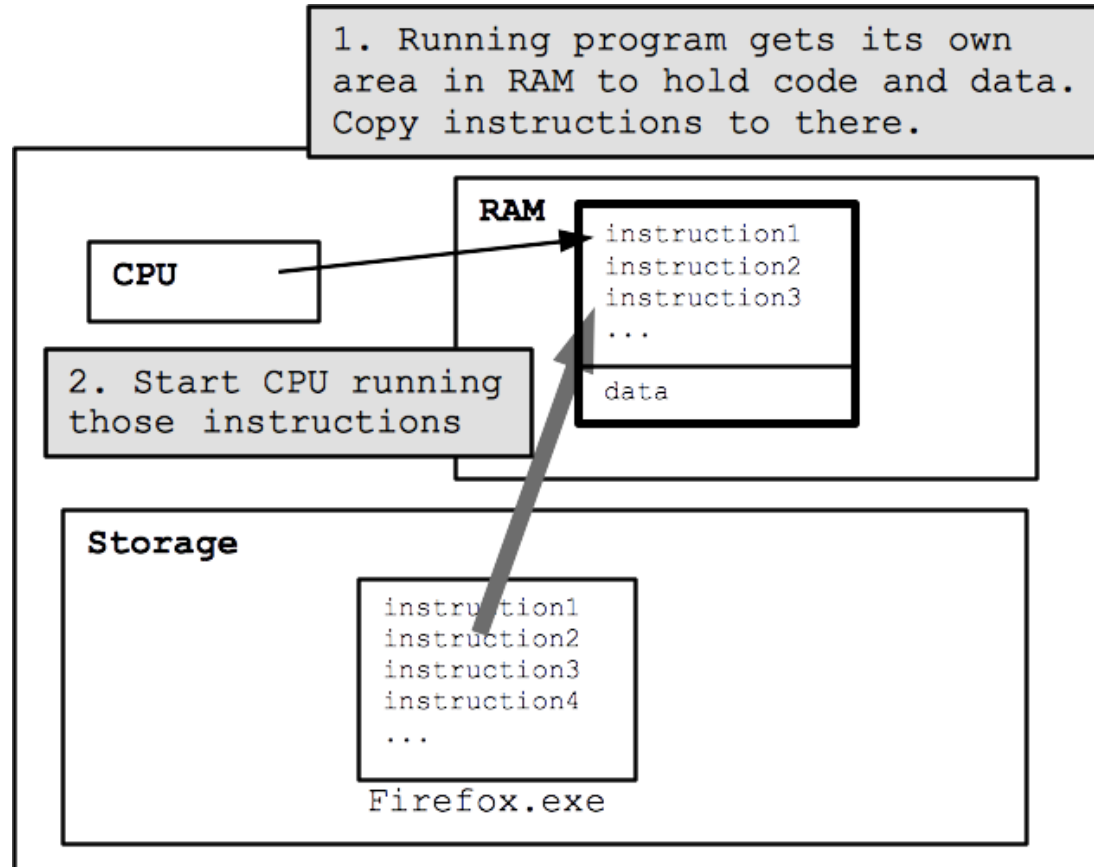 1. Running program gets its own
area in RAM to hold code and data.
Copy instructions to there.
RAM
instruction1
instruction2
instruction3
...
data
CPU
2. Start CPU running
those instructions
Storage
instruction1
instruction2
instruction3
instruction4
...
Firefox.exe